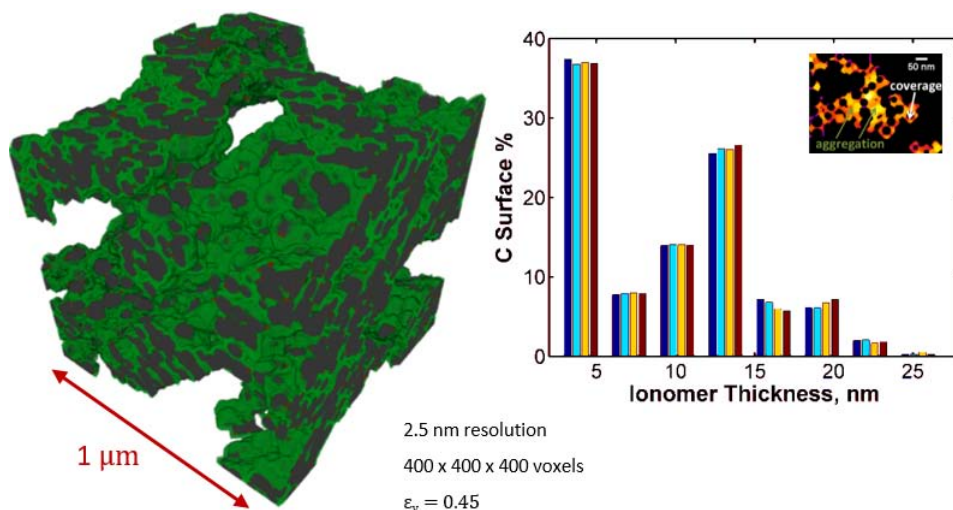 1 μm
2.5 nm resolution
400 x 400 x 400 voxels
εᵥ = 0.45
C Surface %
40
30
20
10
0
5
10
15
20
25
Ionomer Thickness, nm
50 nm
coverage
aggregation